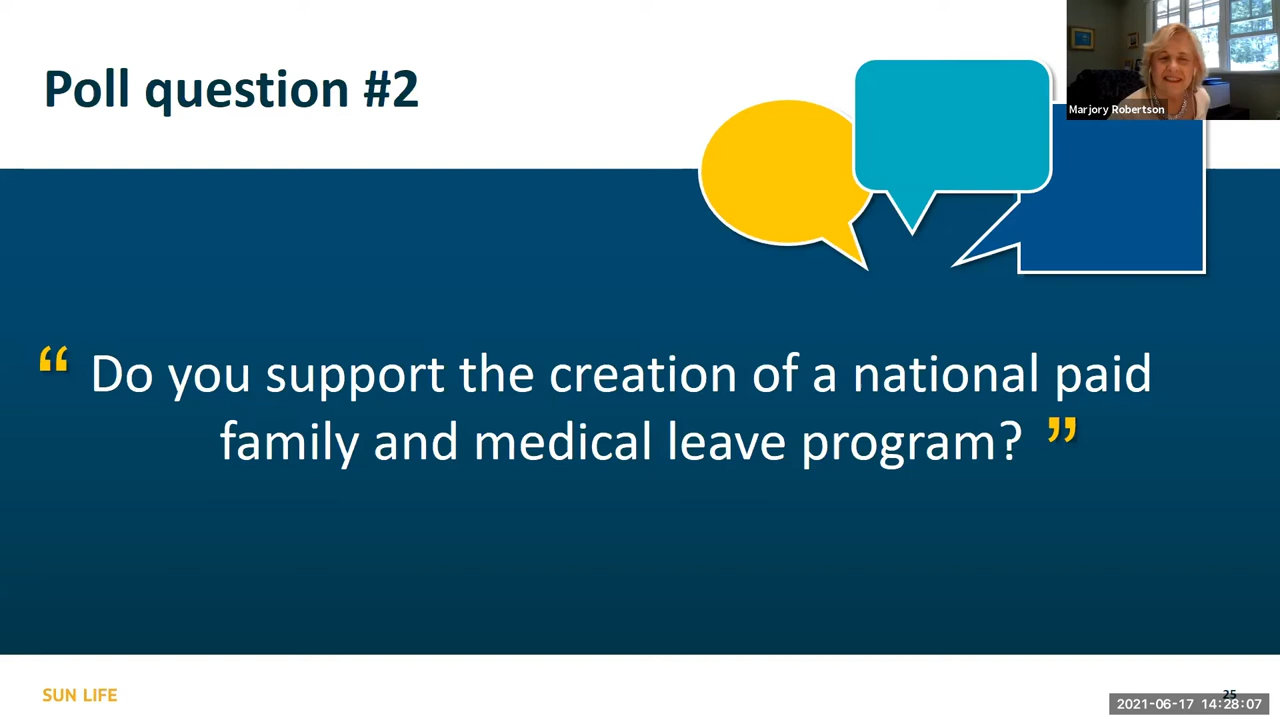 Poll question #2
Marjory Robertson
“ Do you support the creation of a national paid
family and medical leave program? ”
SUN LIFE
25
2021-06-17 14:28:07